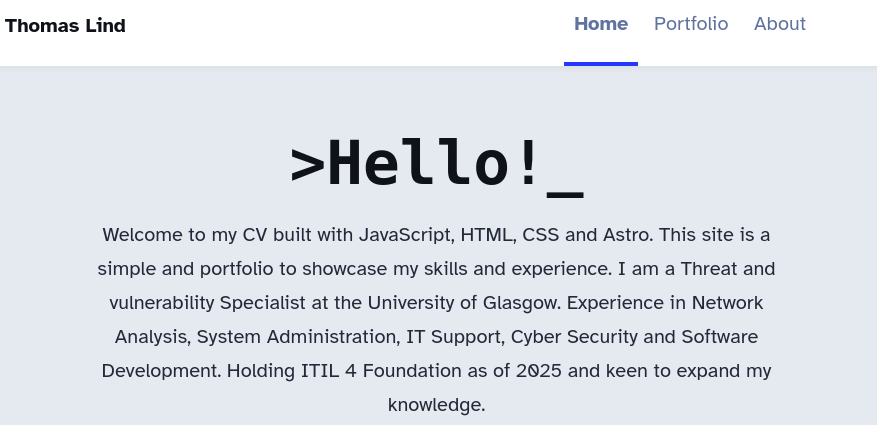 Thomas Lind
Home Portfolio About
>Hello!_
Welcome to my CV built with JavaScript, HTML, CSS and Astro. This site is a
simple and portfolio to showcase my skills and experience. I am a Threat and
vulnerability Specialist at the University of Glasgow. Experience in Network
Analysis, System Administration, IT Support, Cyber Security and Software
Development. Holding ITIL 4 Foundation as of 2025 and keen to expand my
knowledge.